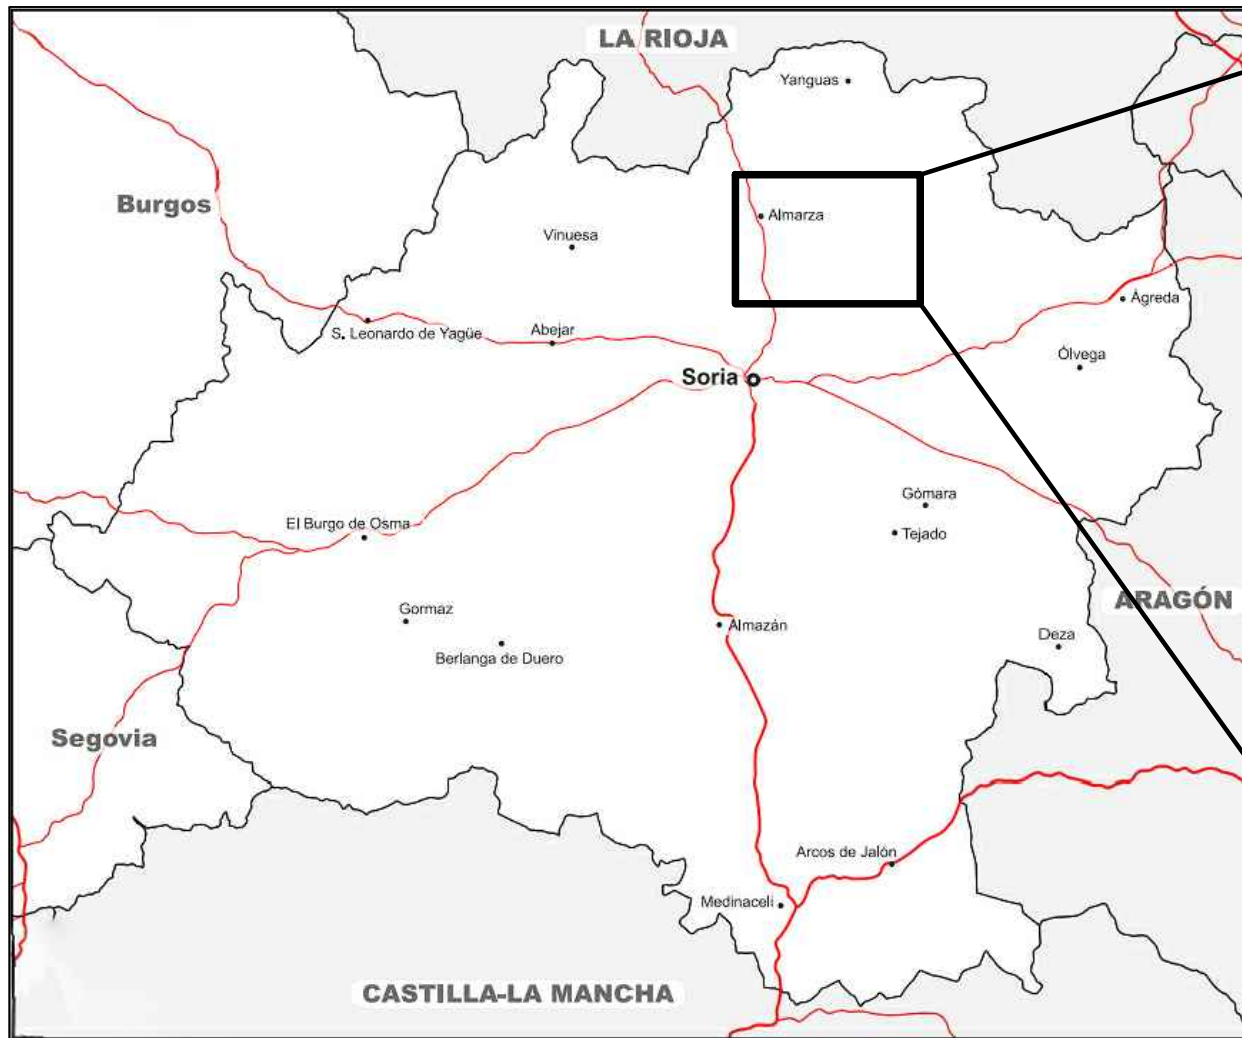 LA RIOJA
Yanguas
Burgos
Almarza
Vinuesa
Ágreda
S. Leonardo de Yagüe
Abejar
Ólvega
Soria
Gómara
El Burgo de Osma
Tejado
ARAGÓN
Gormaz
Almazán
Deza
Berlanga de Duero
Segovia
Arcos de Jalón
Medinaceli
CASTILLA-LA MANCHA